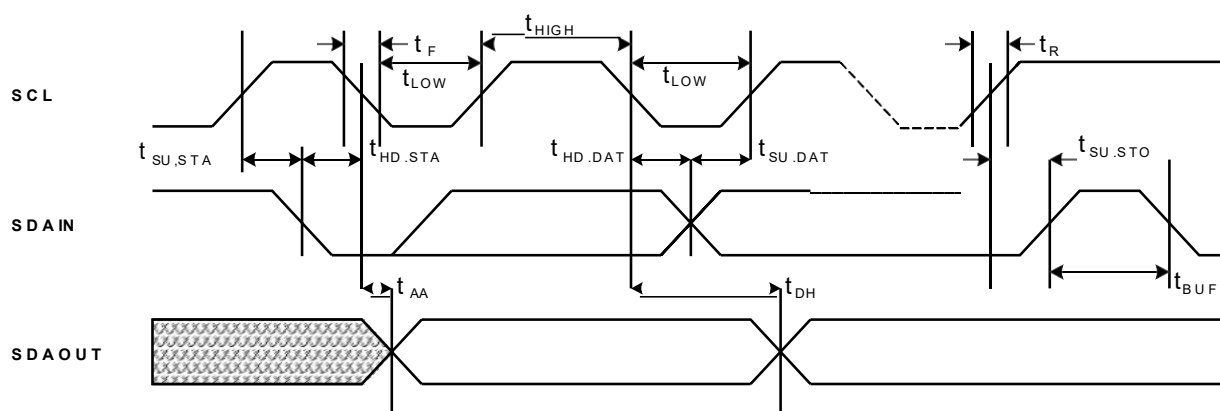 t HIGH
t F
t R
t LOW
t LOW
SCL
t SU,STA
t HD.STA
t HD.DAT
t SU.DAT
t SU.STO
SDAIN
t AA
t DH
t BUF
SDAOUT